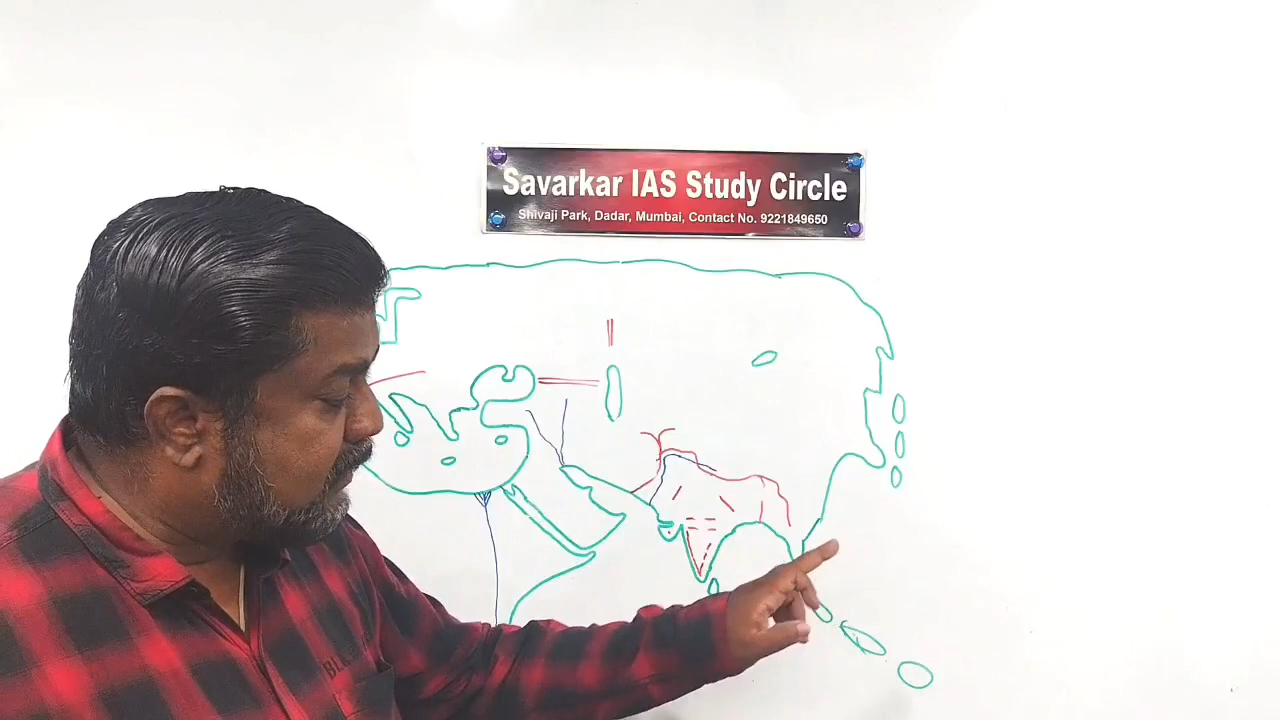 Savarkar IAS Study Circle
Shivaji Park, Dadar, Mumbai, Contact No. 9221849650